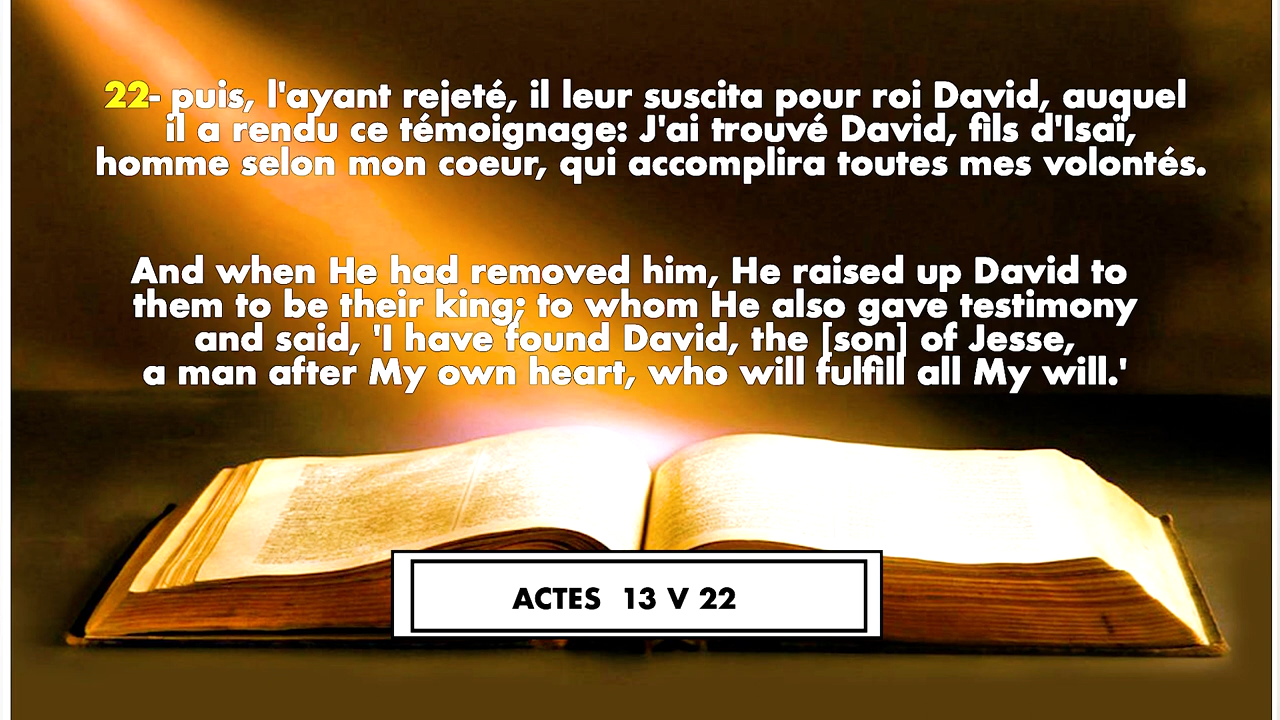 22- puis, l'ayant rejeté, il leur suscita pour roi David, auquel
il a rendu ce témoignage: J'ai trouvé David, fils d'Isaï,
homme selon mon coeur, qui accomplira toutes mes volontés.
And when He had removed him, He raised up David to
them to be their king; to whom He also gave testimony
and said, 'I have found David, the [son] of Jesse,
a man after My own heart, who will fulfill all My will.'
ACTES 13 V 22